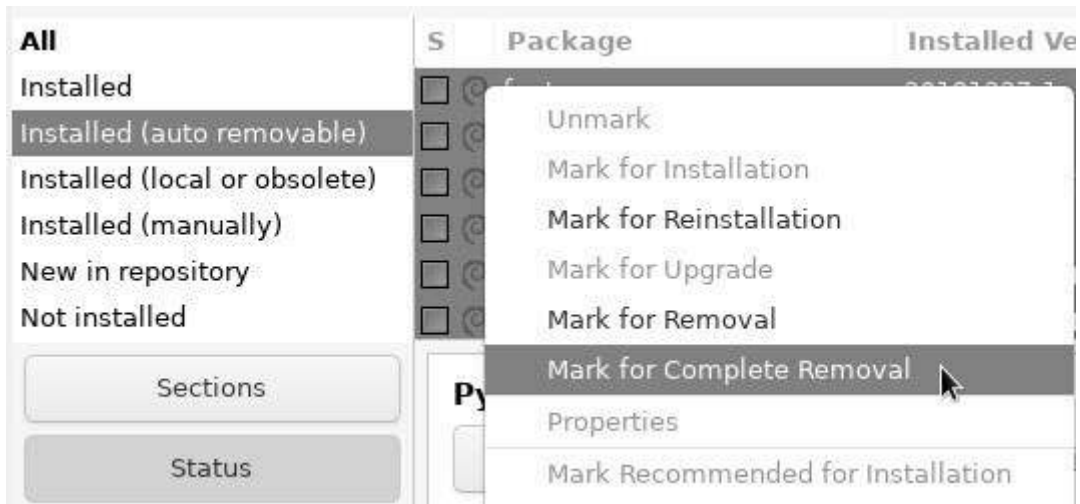 All
Installed
Installed (auto removable)
Installed (local or obsolete)
Installed (manually)
New in repository
Not installed
Sections
Status
S Package Installed Ve
Unmark
Mark for Installation
Mark for Reinstallation
Mark for Upgrade
Mark for Removal
Mark for Complete Removal
Properties
Mark Recommended for Installation
Py